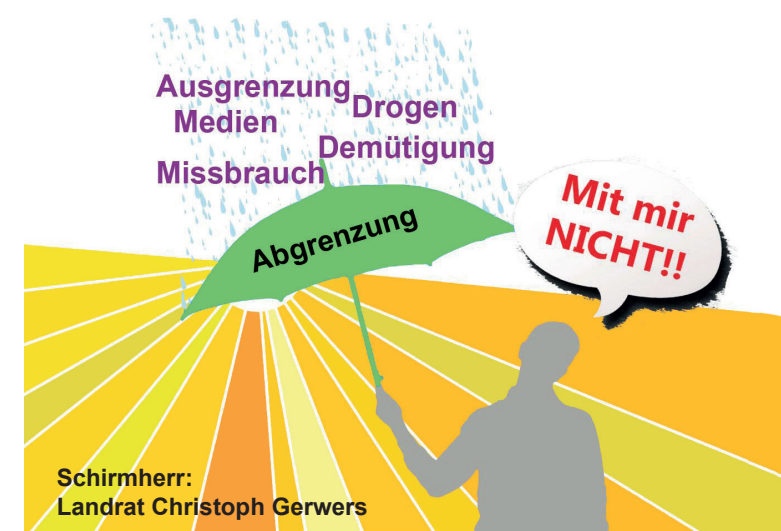 Ausgrenzung
Drogen
Medien
Demütigung
Missbrauch
Abgrenzung
Mit mir
NICHT!!
Schirmherr:
Landrat Christoph Gerwers